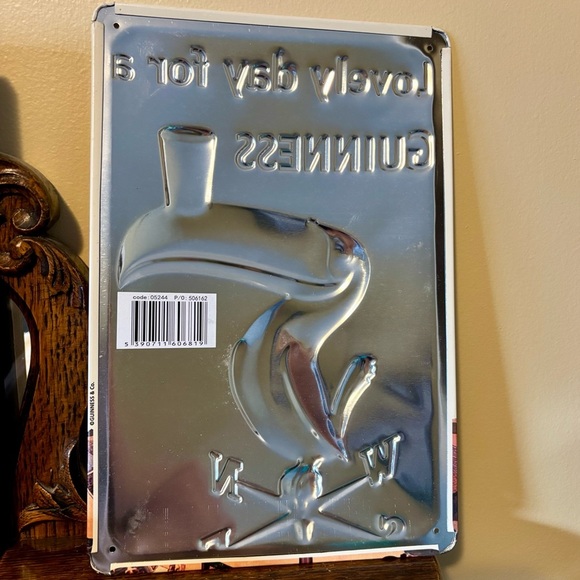 Lovely day for a
GUINNESS
code: 05244 P/O: 506162
5 390711 606819
©GUINNESS & Co.
N
W
S